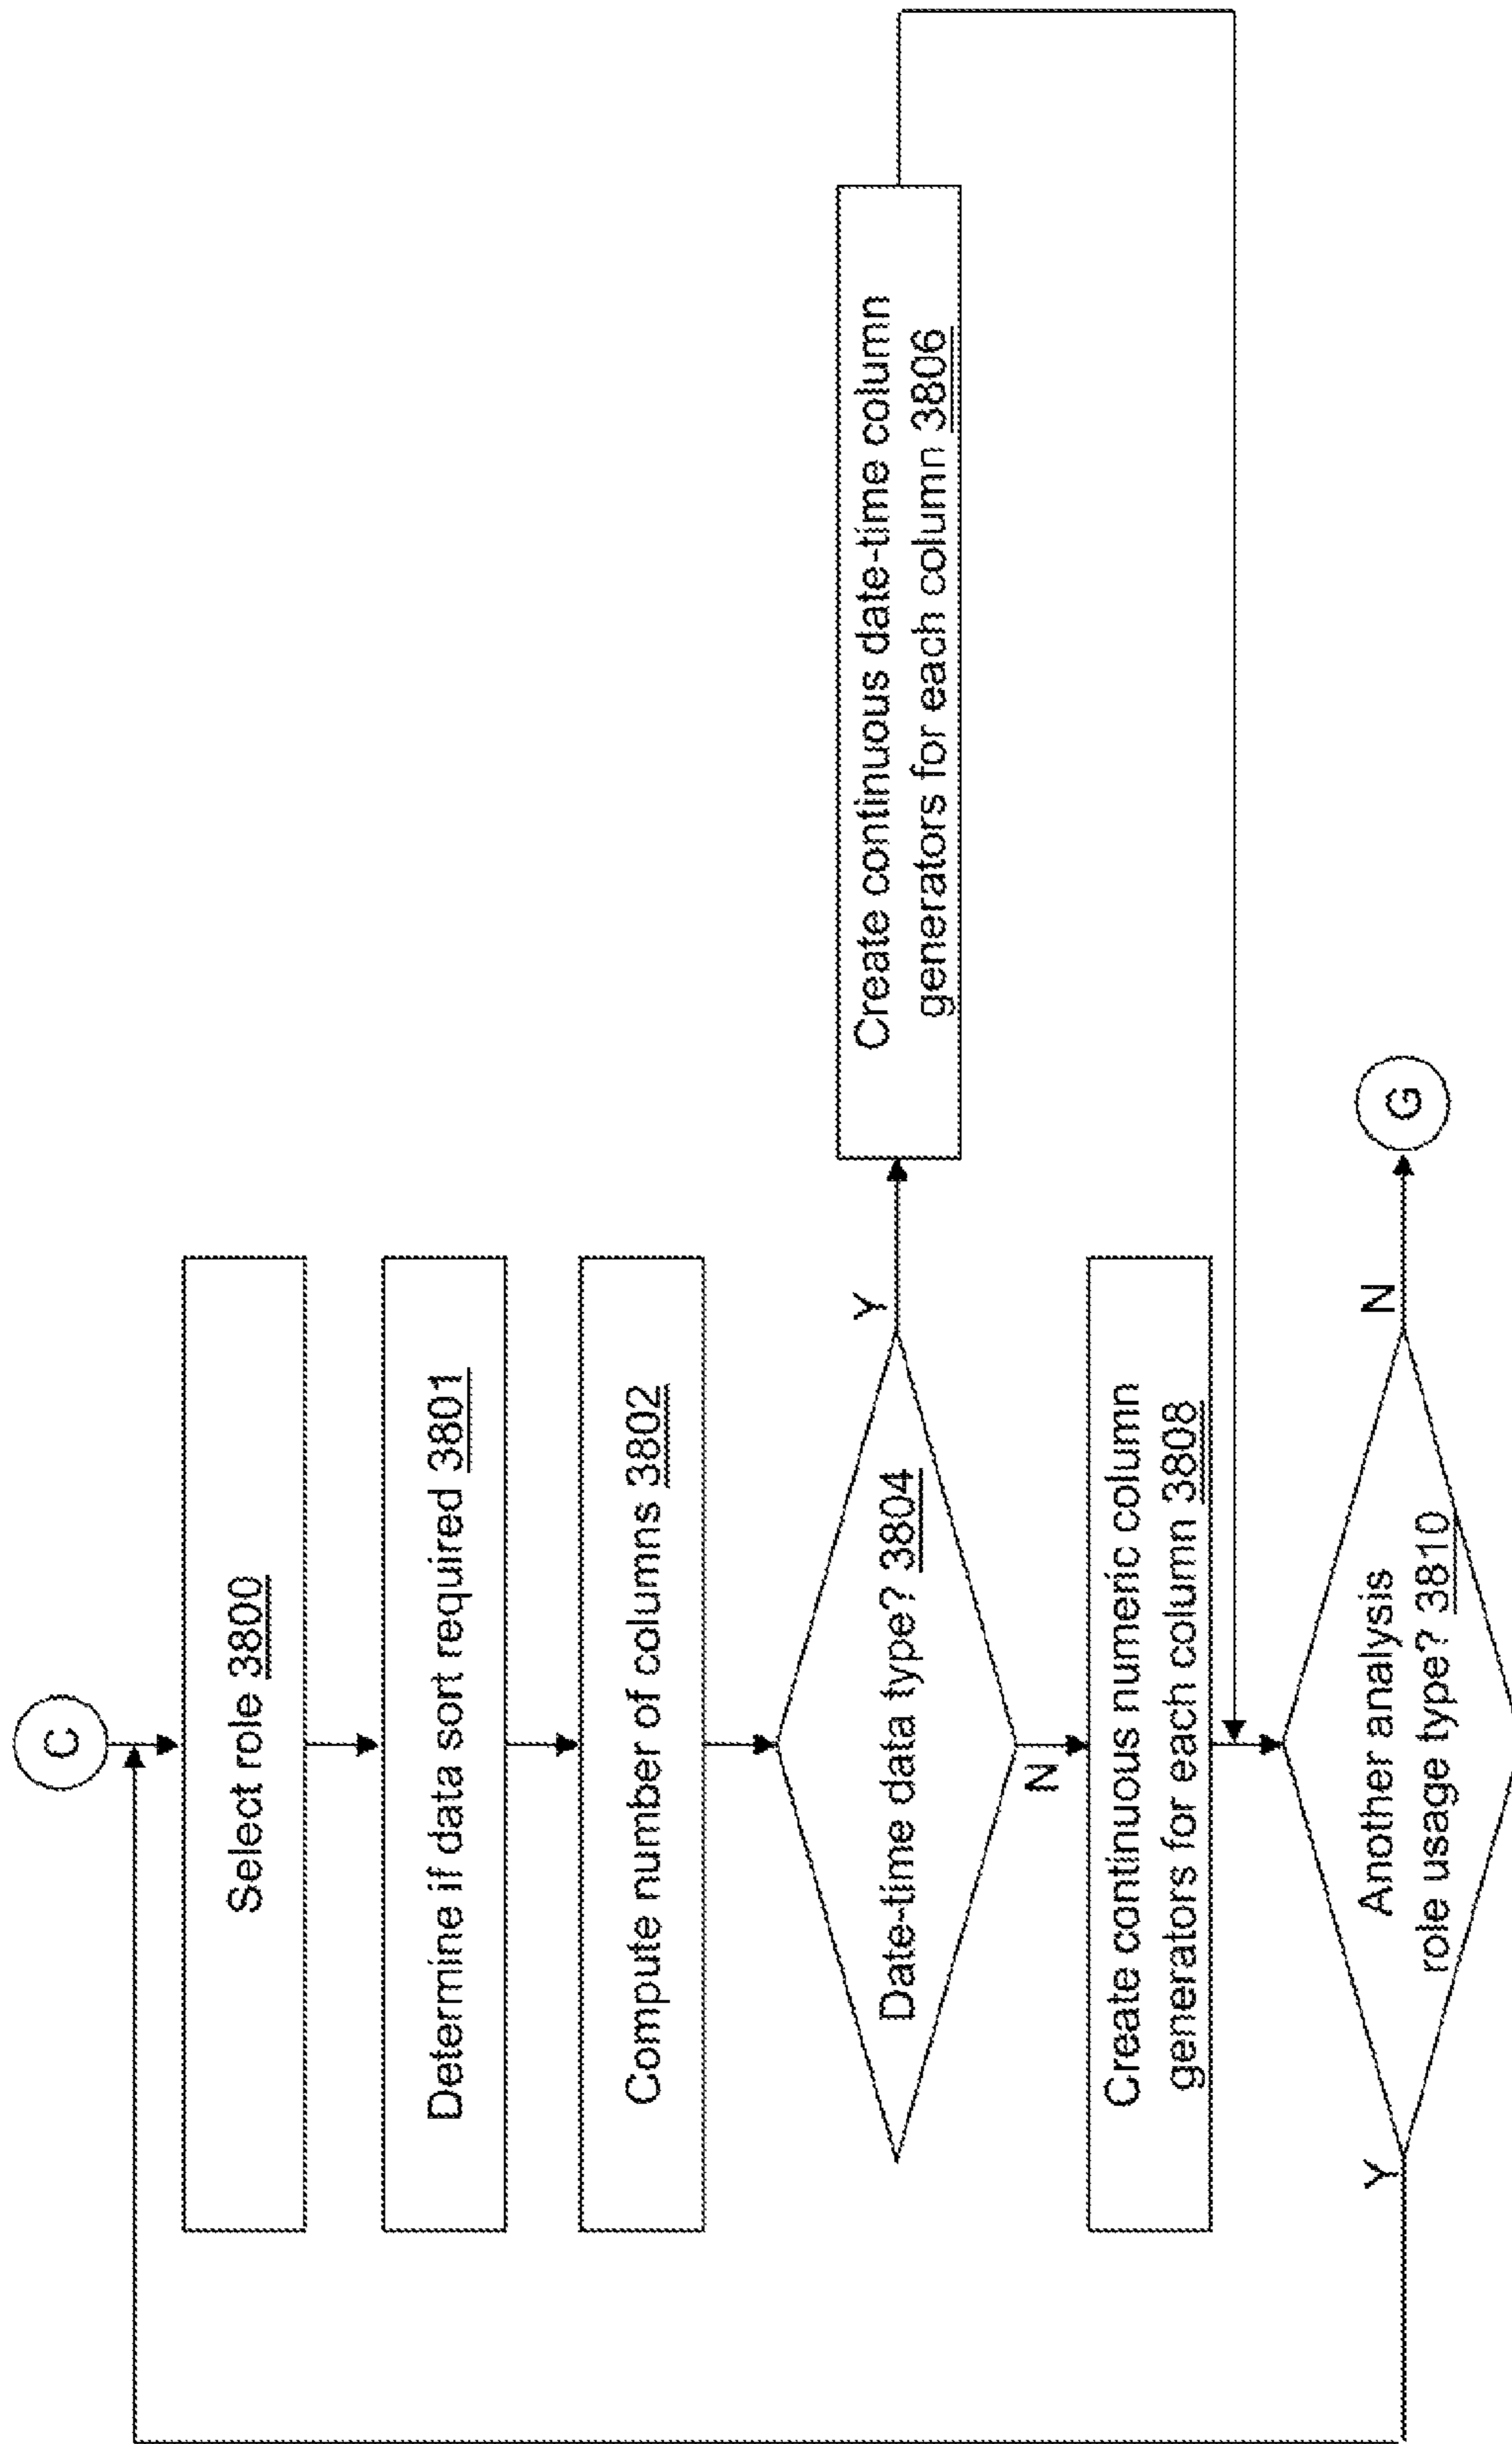 C
Select role 3800
Determine if data sort required 3801
Compute number of columns 3802
Date-time data type? 3804
Y
Create continuous date-time column
generators for each column 3806
N
Create continuous numeric column
generators for each column 3808
Another analysis
role usage type? 3810
Y
N
G